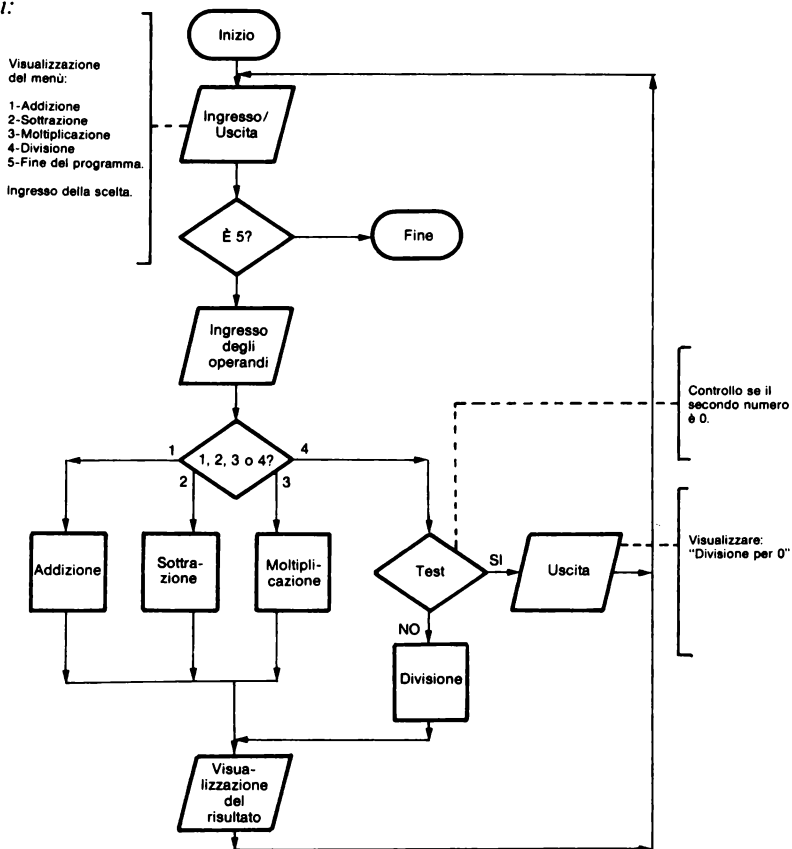 i:
Inizio
Visualizzazione
del menù:
1-Addizione
2-Sottrazione
3-Moltiplicazione
4-Divisione
5-Fine del programma.
Ingresso della scelta.
Ingresso/
Uscita
È 5?
Fine
Ingresso
degli
operandi
Controllo se il
secondo numero
è 0.
1, 2, 3 o 4?
1
2
3
4
Addizione
Sottra-
zione
Moltipli-
cazione
Test
SI
Uscita
Visualizzare:
"Divisione per 0"
NO
Divisione
Visua-
lizzazione
del
risultato